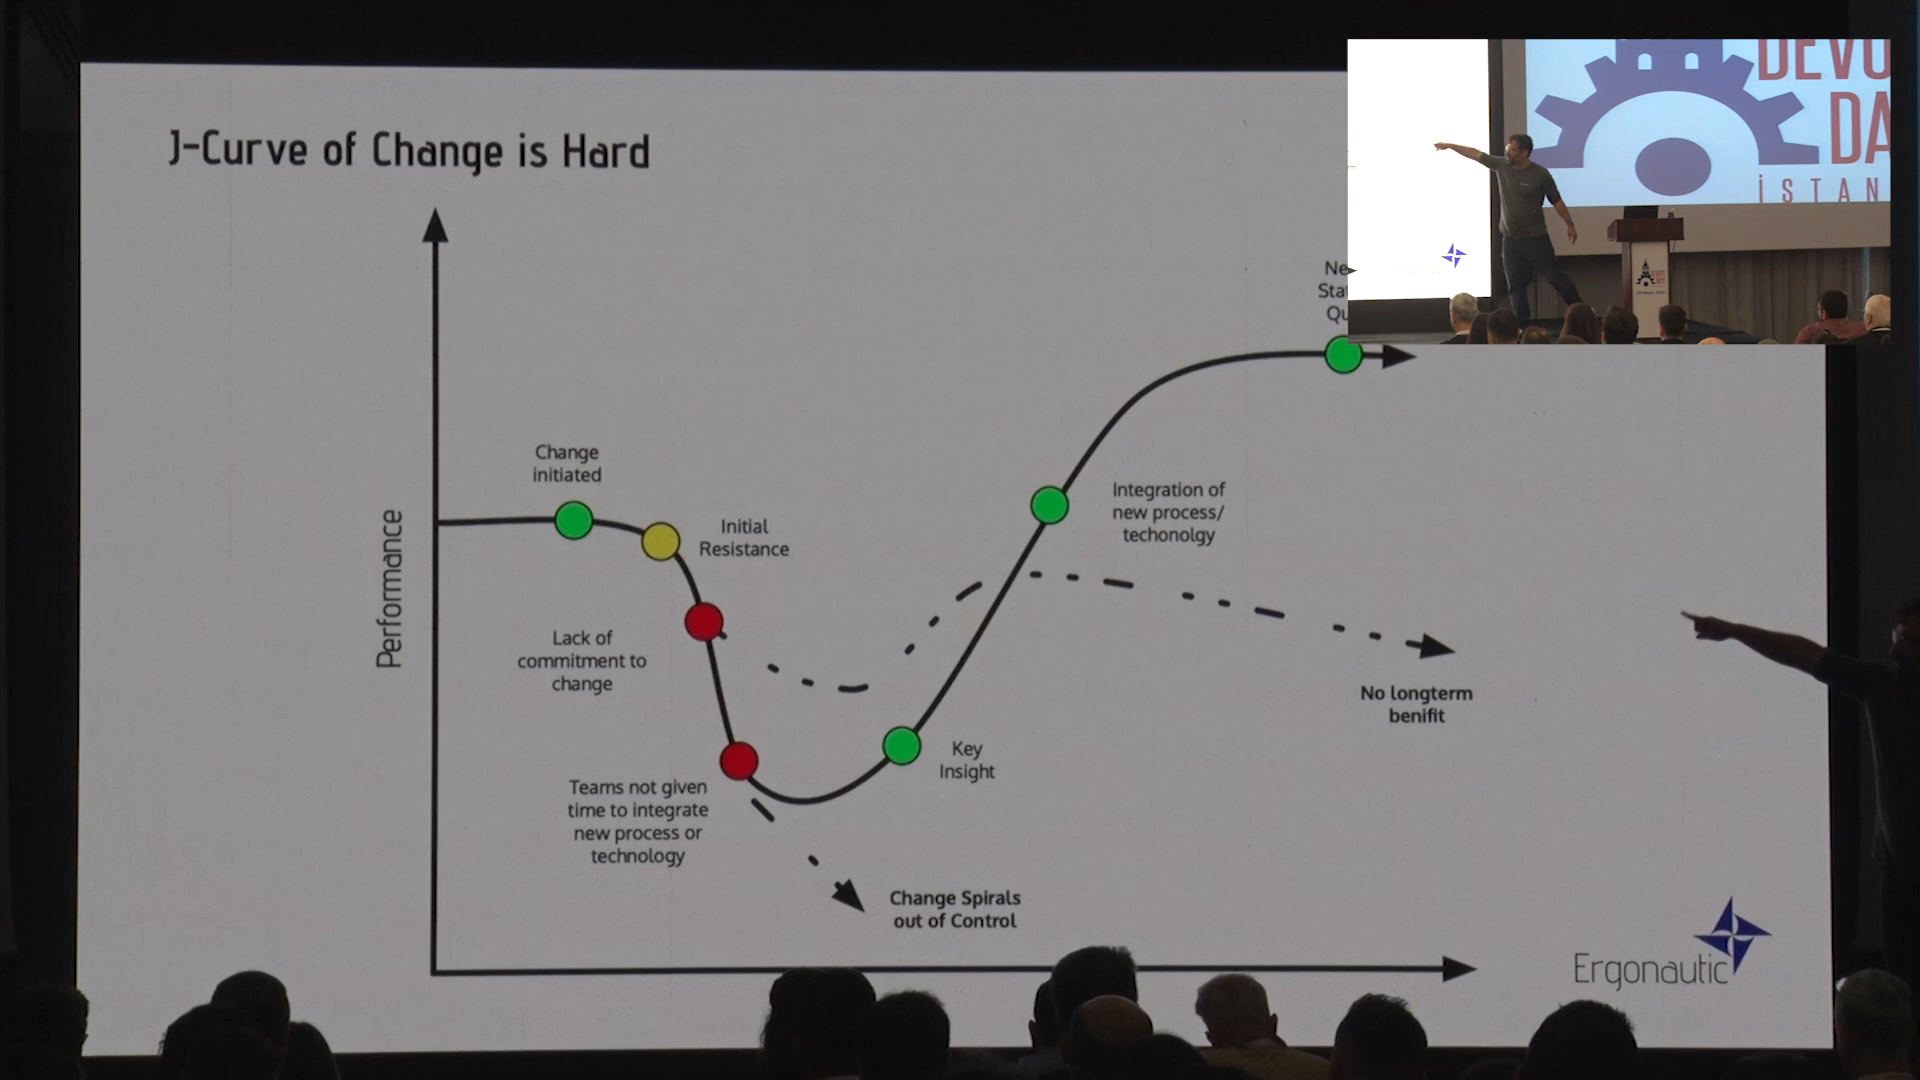 J-Curve of Change is Hard
Change
initiated
Initial
Resistance
Lack of
commitment to
change
Teams not given
time to integrate
new process or
technology
Performance
Key
Insight
Integration of
new process/
techonolgy
No longterm
benifit
Change Spirals
out of Control
Ergonautic
İSTAN